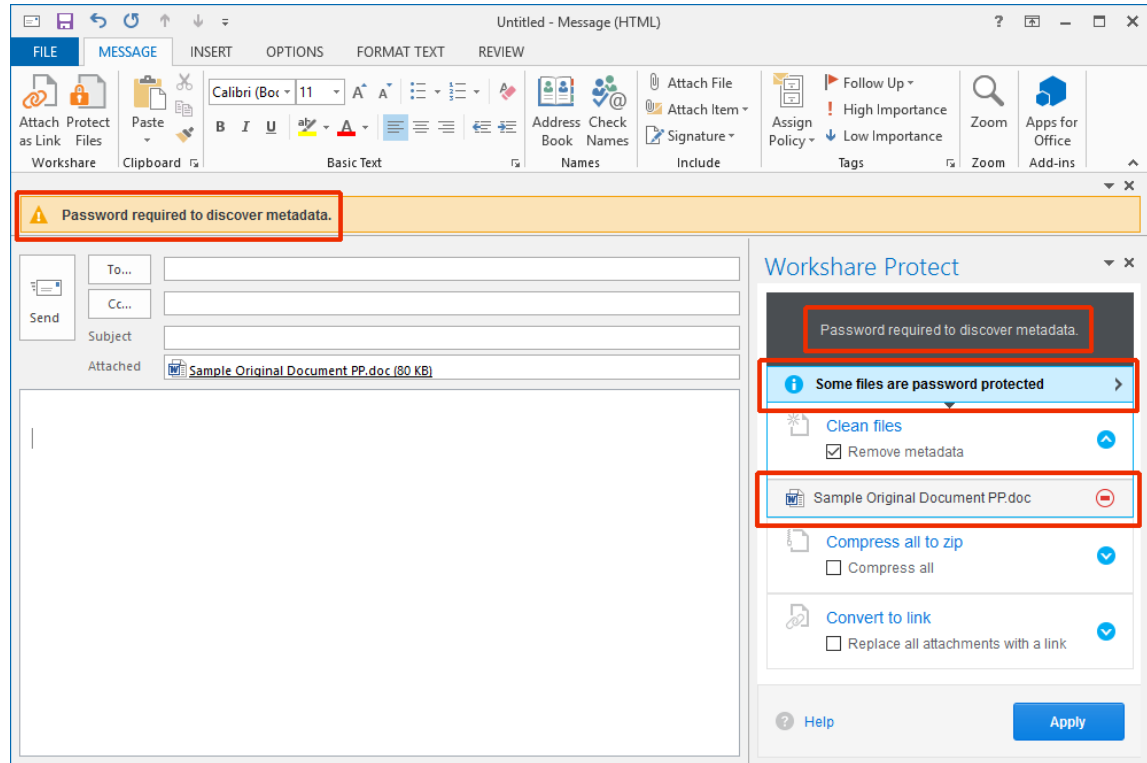 Untitled - Message (HTML)
FILE MESSAGE INSERT OPTIONS FORMAT TEXT REVIEW
Attach as Link
Protect Files
Workshare
Paste
Clipboard
Calibri (Boc 11
B I U
Basic Text
Address Book
Check Names
Names
Attach File
Attach Item
Signature
Include
Assign Policy
Follow Up
High Importance
Low Importance
Tags
Zoom
Zoom
Apps for Office
Add-ins
Password required to discover metadata.
Send
To...
Cc...
Subject
Attached
Sample Original Document PP.doc (80 KB)
Workshare Protect
Password required to discover metadata.
Some files are password protected
Clean files
Remove metadata
Sample Original Document PP.doc
Compress all to zip
Compress all
Convert to link
Replace all attachments with a link
Help
Apply